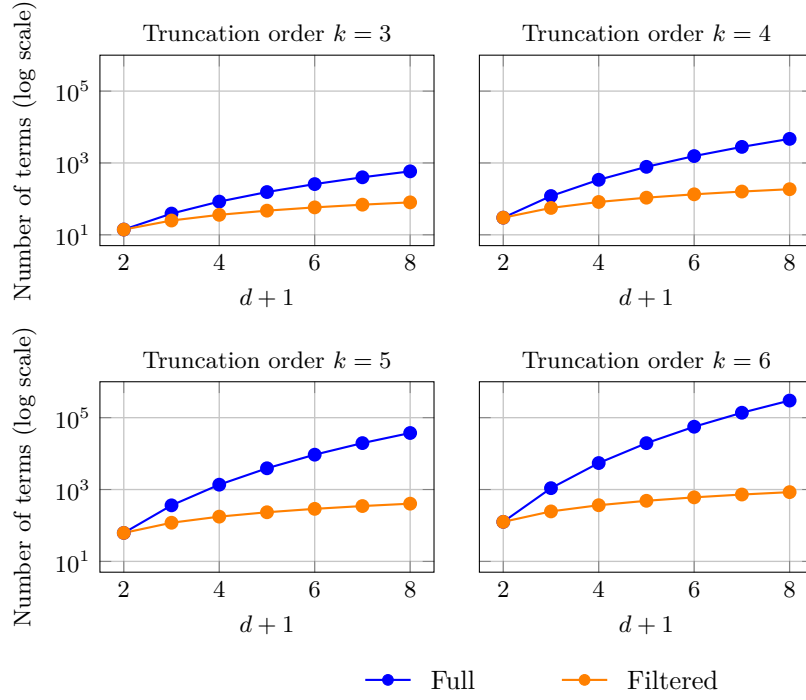 Truncation order k = 3
Number of terms (log scale)
10^5
10^3
10^1
2 4 6 8
d + 1
Truncation order k = 4
2 4 6 8
d + 1
Truncation order k = 5
Number of terms (log scale)
10^5
10^3
10^1
2 4 6 8
d + 1
Truncation order k = 6
2 4 6 8
d + 1
Full
Filtered